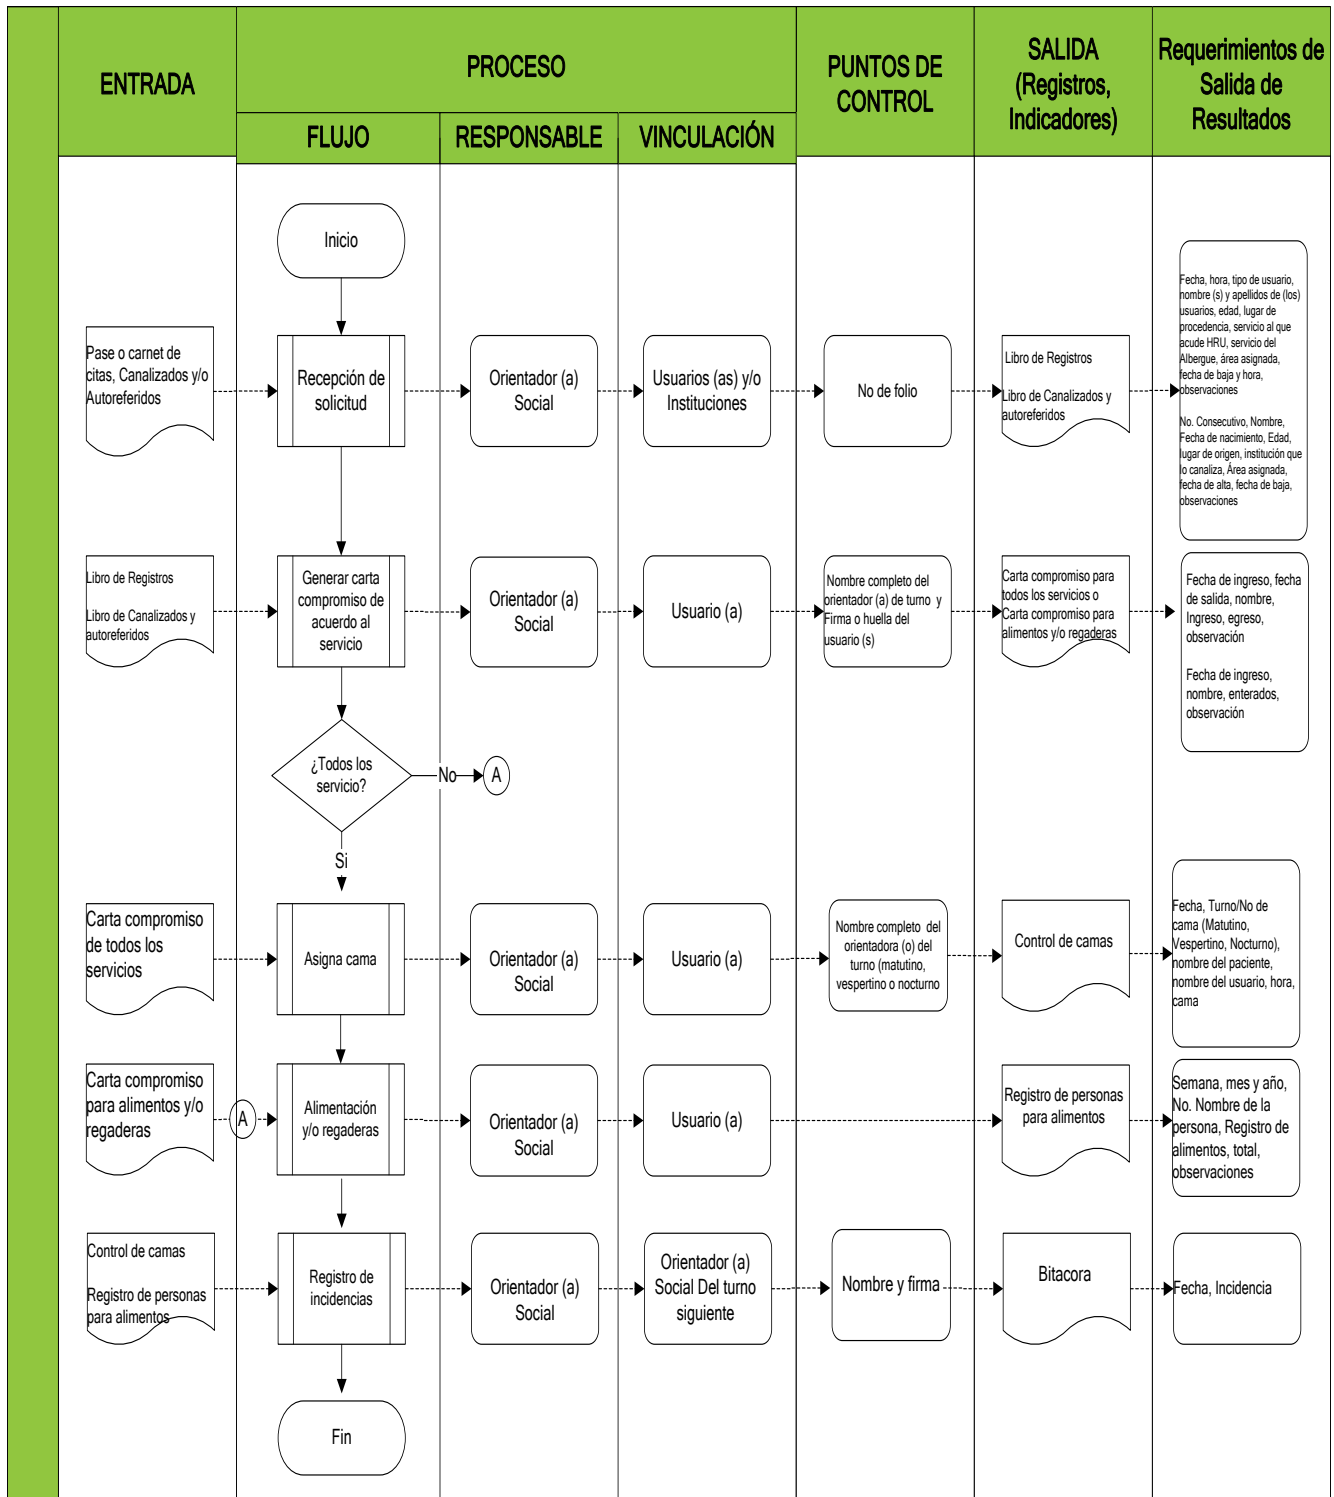 ENTRADA
PROCESO
PUNTOS DE
CONTROL
SALIDA
(Registros,
Indicadores)
Requerimientos de
Salida de
Resultados
FLUJO
RESPONSABLE
VINCULACIÓN
Inicio
Pase o carnet de
citas, Canalizados y/o
Autoreferidos
Recepción de
solicitud
Orientador (a)
Social
Usuarios (as) y/o
Instituciones
No de folio
Libro de Registros
Libro de Canalizados y
autoreferidos
Fecha, hora, tipo de usuario,
nombre (s) y apellidos de (los)
usuarios, edad, lugar de
procedencia, servicio al que
acude HRU, servicio del
Albergue, área asignada,
fecha de baja y hora,
observaciones
No. Consecutivo, Nombre,
Fecha de nacimiento, Edad,
lugar de origen, institución que
lo canaliza, Área asignada,
fecha de alta, fecha de baja,
observaciones
Libro de Registros
Libro de Canalizados y
autoreferidos
Generar carta
compromiso de
acuerdo al
servicio
Orientador (a)
Social
Usuario (a)
Nombre completo del
orientador (a) de turno y
Firma o huella del
usuario (s)
Carta compromiso para
todos los servicios o
Carta compromiso para
alimentos y/o regaderas
Fecha de ingreso, fecha
de salida, nombre,
Ingreso, egreso,
observación
Fecha de ingreso,
nombre, enterados,
observación
¿Todos los
servicio?
No
A
Si
Carta compromiso
de todos los
servicios
Asigna cama
Orientador (a)
Social
Usuario (a)
Nombre completo del
orientadora (o) del
turno (matutino,
vespertino o nocturno
Control de camas
Fecha, Turno/No de
cama (Matutino,
Vespertino, Nocturno),
nombre del paciente,
nombre del usuario, hora,
cama
Carta compromiso
para alimentos y/o
regaderas
A
Alimentación
y/o regaderas
Orientador (a)
Social
Usuario (a)
Registro de personas
para alimentos
Semana, mes y año,
No. Nombre de la
persona, Registro de
alimentos, total,
observaciones
Control de camas
Registro de personas
para alimentos
Registro de
incidencias
Orientador (a)
Social
Orientador (a)
Social Del turno
siguiente
Nombre y firma
Bitacora
Fecha, Incidencia
Fin